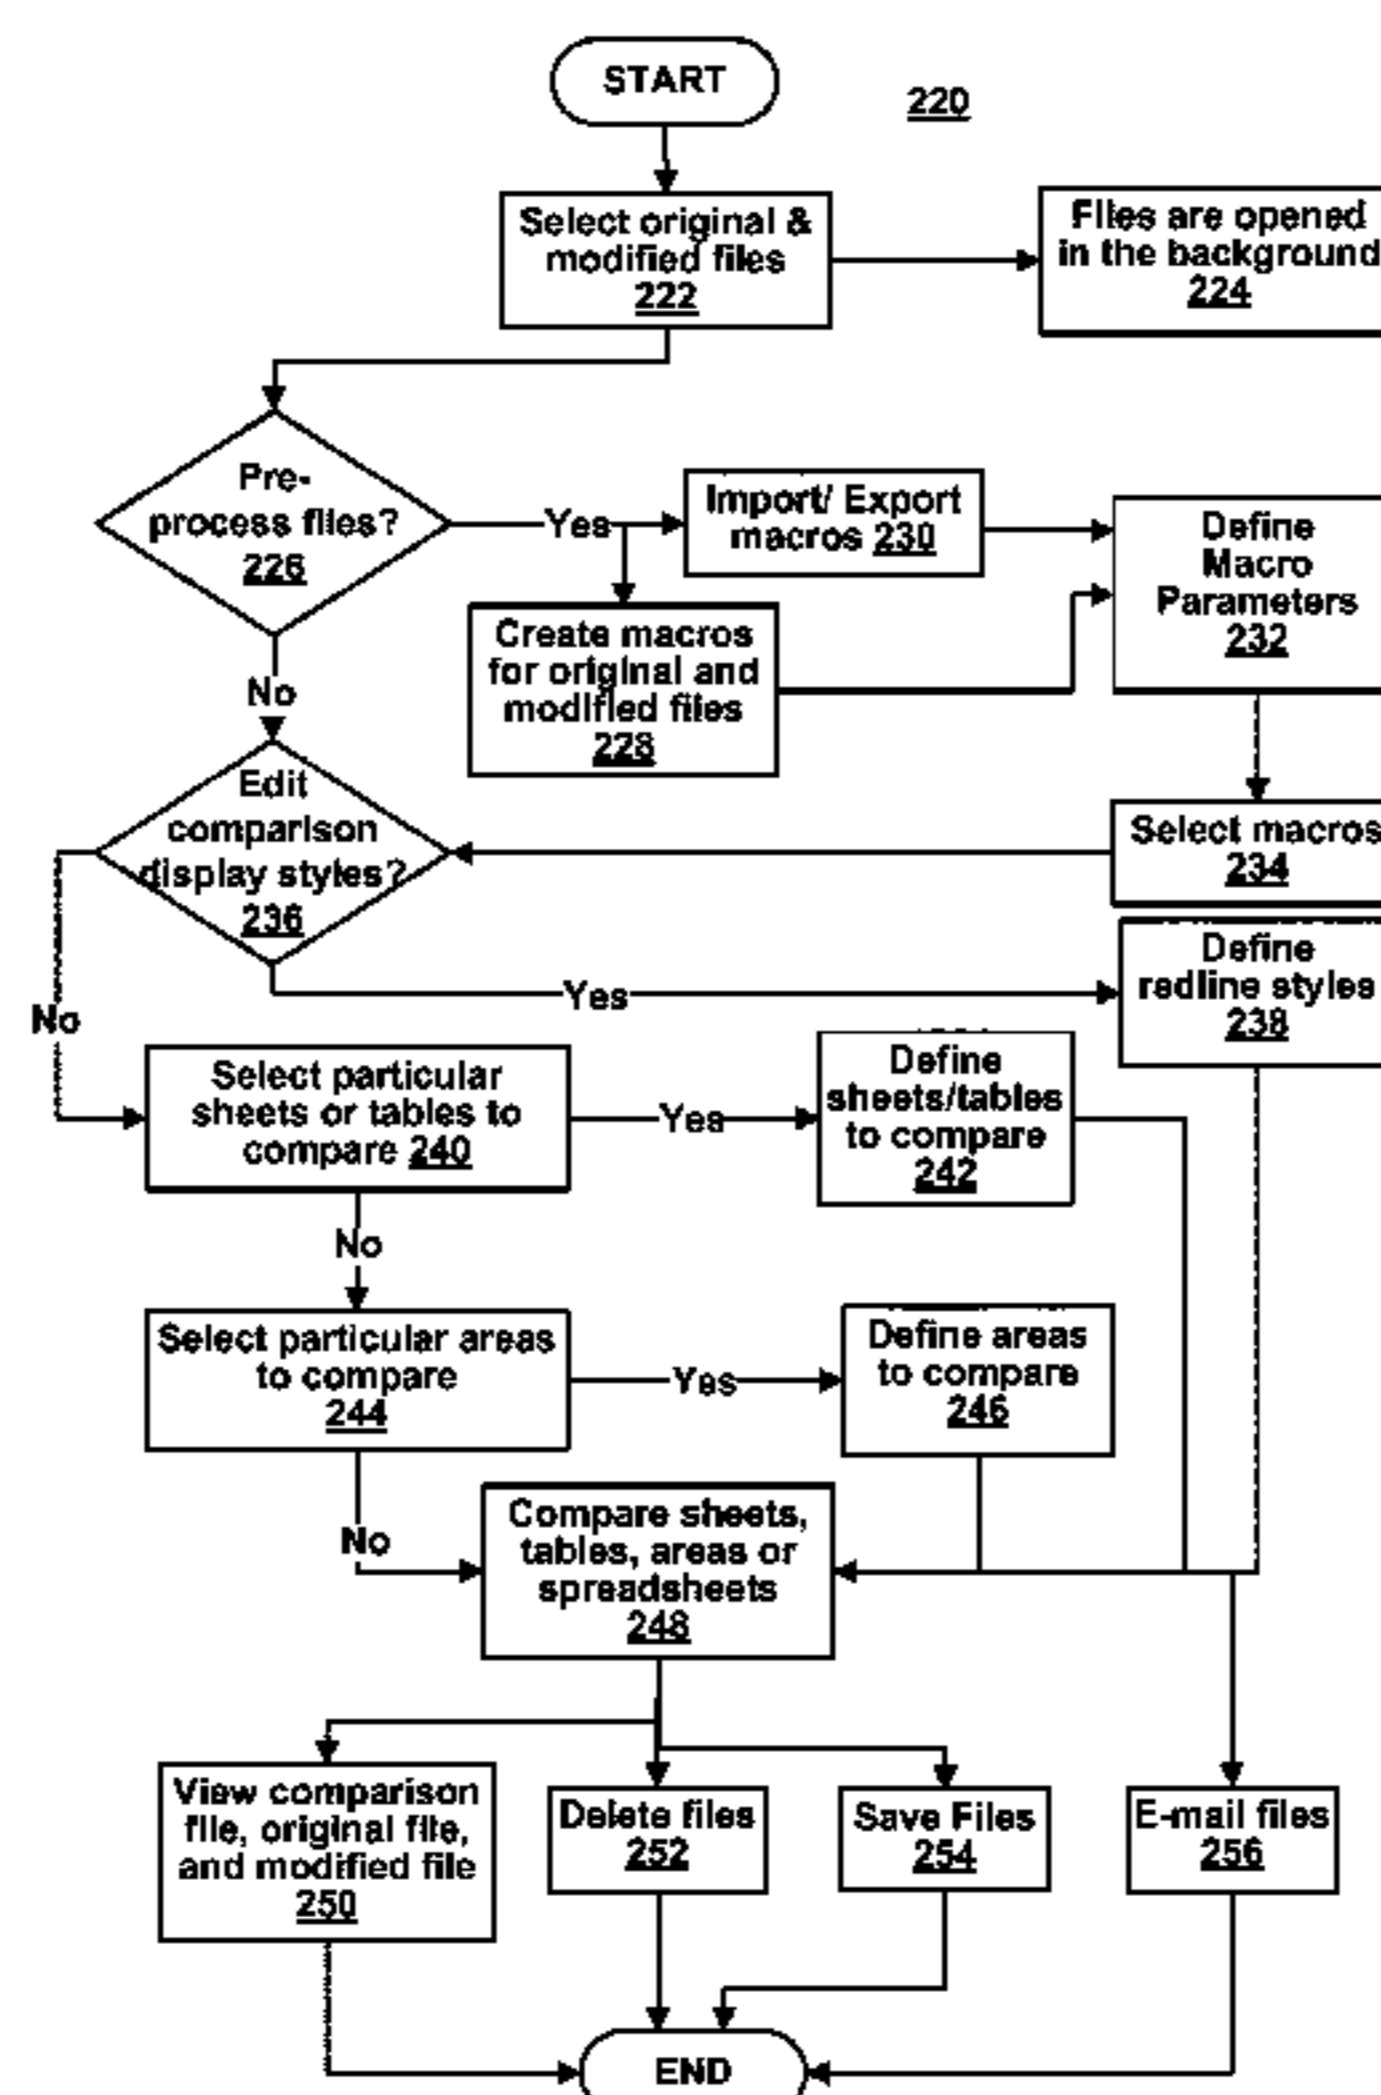 START
220
Select original &
modified files
222
Files are opened
in the background
224
Pre-
process files?
226
Yes
Import/ Export
macros 230
Define
Macro
Parameters
232
Create macros
for original and
modified files
228
No
Edit
comparison
display styles?
236
Select macros
234
Yes
Define
redline styles
238
No
Select particular
sheets or tables to
compare 240
Yes
Define
sheets/tables
to compare
242
No
Select particular areas
to compare
244
Yes
Define areas
to compare
246
No
Compare sheets,
tables, areas or
spreadsheets
248
View comparison
file, original file,
and modified file
250
Delete files
252
Save Files
254
E-mail files
256
END